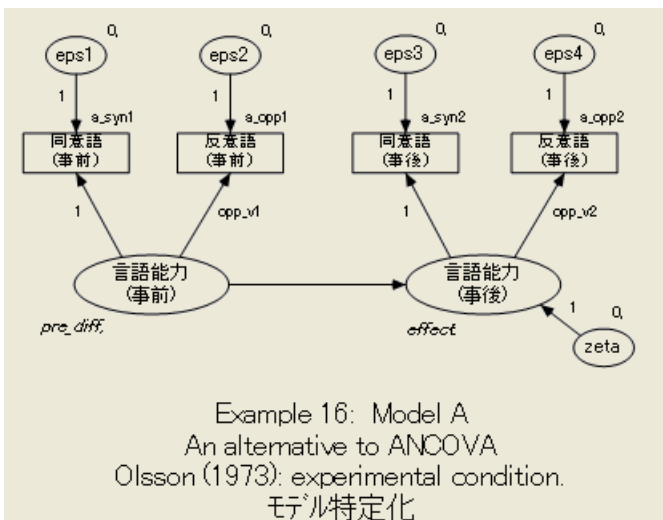 0, 0, 0, 0,
eps1 eps2 eps3 eps4
1 1 1 1
a_syn1 a_opp1 a_syn2 a_opp2
同意語 反意語 同意語 反意語
(事前) (事前) (事後) (事後)
1 opp_v1 1 opp_v2
言語能力 言語能力
(事前) (事後)
pre_diff, effect
1 0,
zeta
Example 16: Model A
An alternative to ANCOVA
Olsson (1973): experimental condition.
モデル特定化